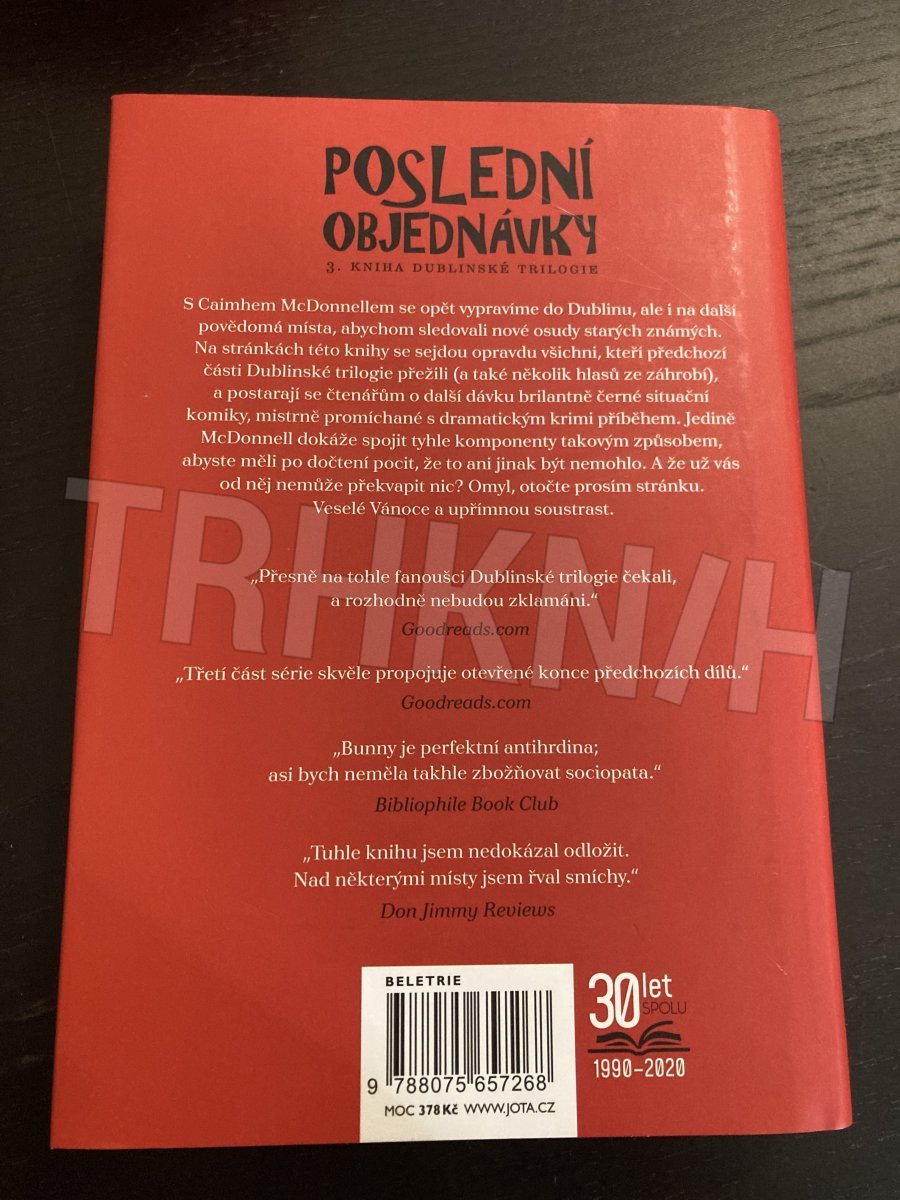 POSLEDNÍ
OBJEDNÁVKY
3. KNIHA DUBLINSKÉ TRILOGIE
S Caimhem McDonnellem se opět vypravíme do Dublinu, ale i na další
povědomá místa, abychom sledovali nové osudy starých známých.
Na stránkách této knihy se sejdou opravdu všichni, kteří předchozí
části Dublinské trilogie přežili (a také několik hlasů ze záhrobí),
a postarají se čtenářům o další dávku brilantně černé situační
komiky, mistrně promíchané s dramatickým krimi příběhem. Jedině
McDonnell dokáže spojit tyhle komponenty takovým způsobem,
abyste měli po dočtení pocit, že to ani jinak být nemohlo. A že už vás
od něj nemůže překvapit nic? Omyl, otočte prosím stránku.
Veselé Vánoce a upřímnou soustrast.
TRHKN/H
„Přesně na tohle fanoušci Dublinské trilogie čekali,
a rozhodně nebudou zklamáni.“
Goodreads.com
„Třetí část série skvěle propojuje otevřené konce předchozích dílů.“
Goodreads.com
„Bunny je perfektní antihrdina;
asi bych neměla takhle zbožňovat sociopata.“
Bibliophile Book Club
„Tuhle knihu jsem nedokázal odložit.
Nad některými místy jsem řval smíchy.“
Don Jimmy Reviews
BELETRIE
9 788075 657268
MOC 378 Kč WWW.JOTA.CZ
30 let
SPOLU
1990–2020